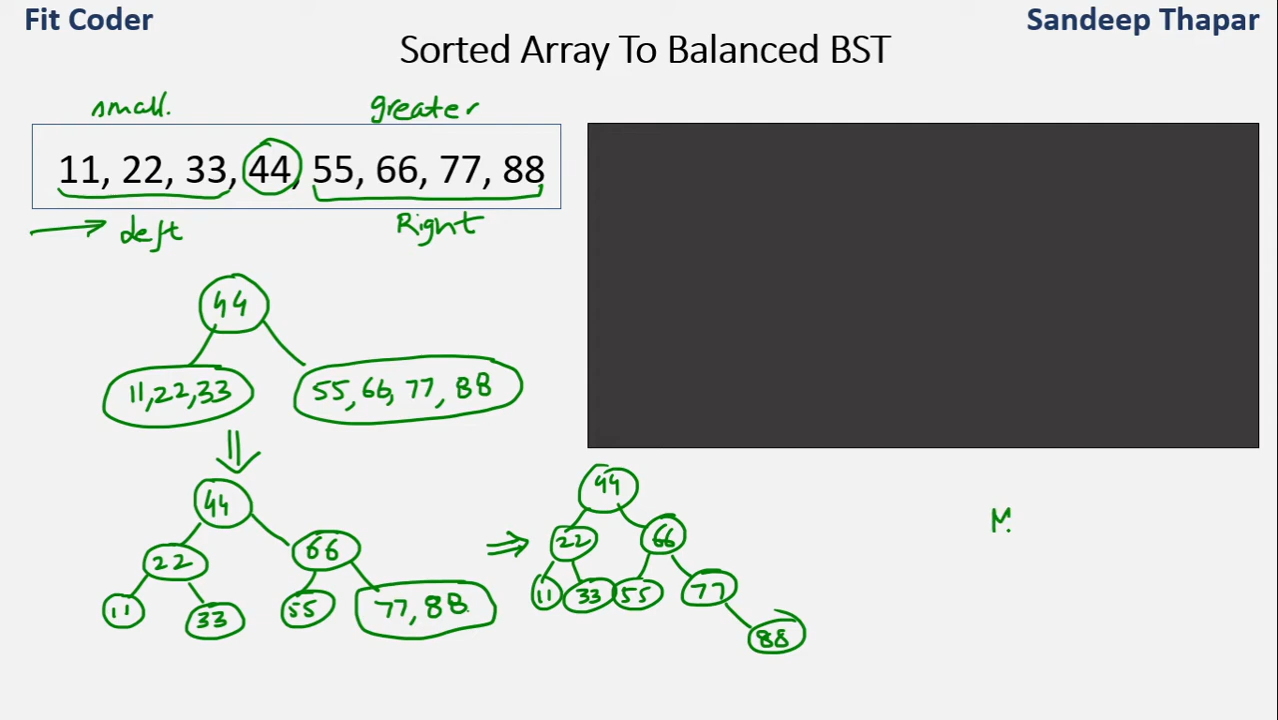 Fit Coder
Sandeep Thapar
Sorted Array To Balanced BST
small. greater
11, 22, 33, 44, 55, 66, 77, 88
left Right
44
11,22,33 55,66,77,88
44
22 66
11 33 55 77,88
44
22 66
11 33 55 77
88
M